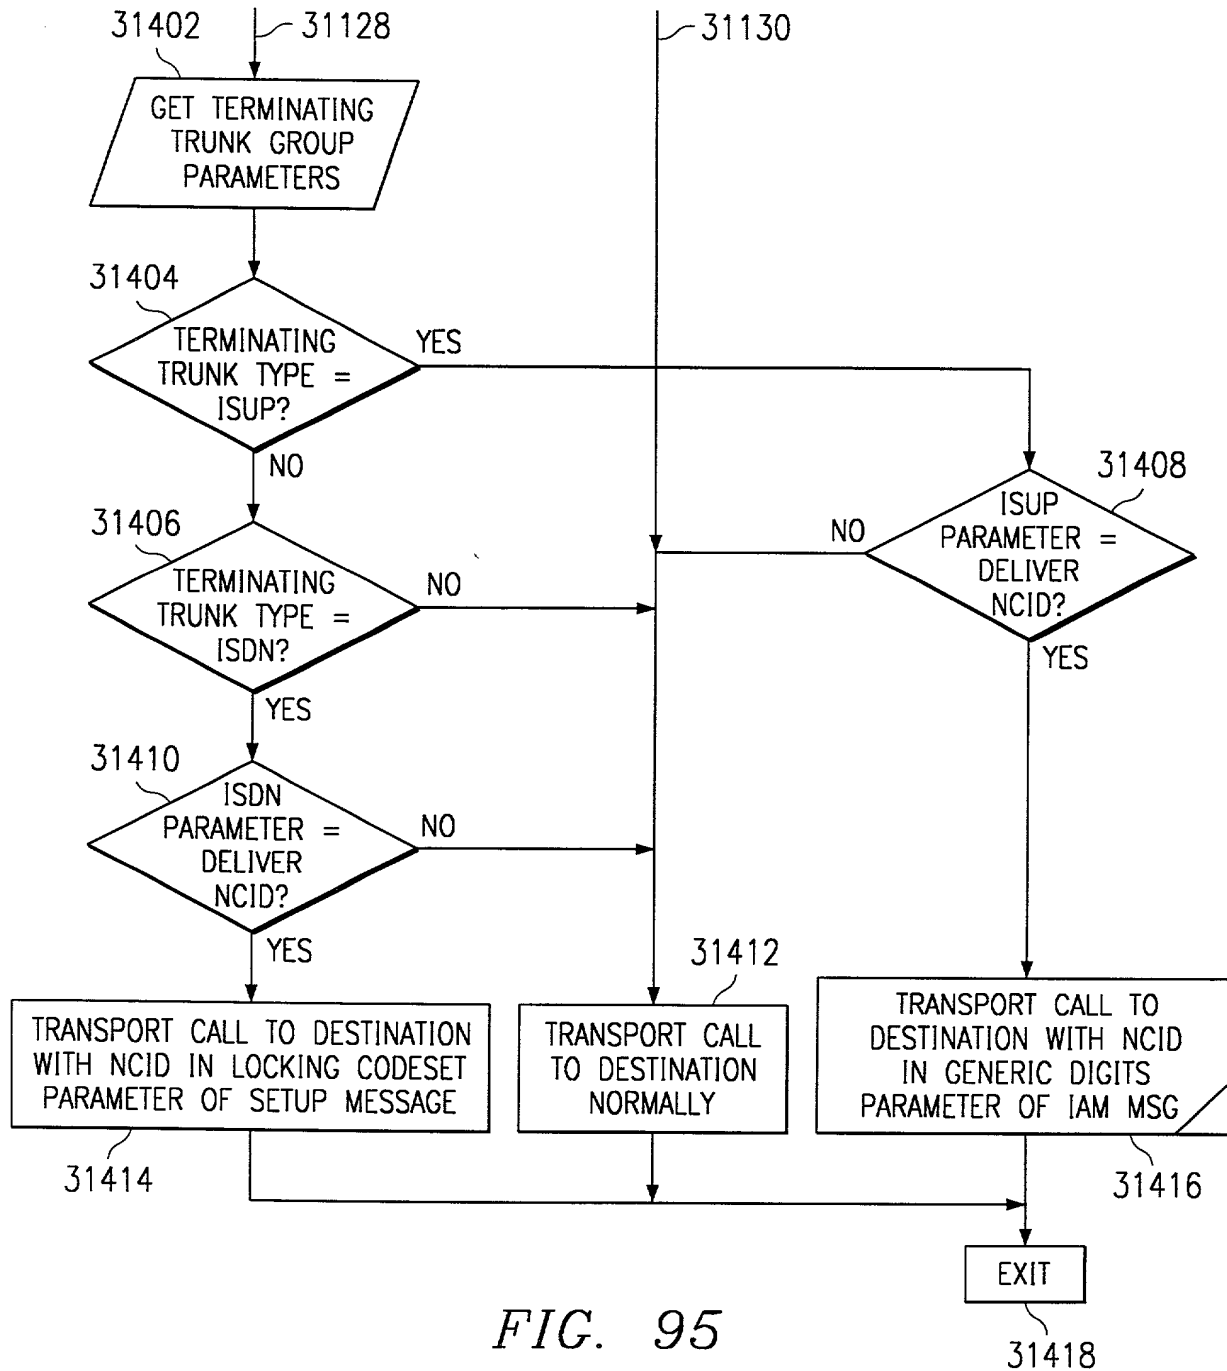 31402
31128
31130
GET TERMINATING
TRUNK GROUP
PARAMETERS
31404
TERMINATING
TRUNK TYPE =
ISUP?
YES
NO
31408
ISUP
PARAMETER =
DELIVER
NCID?
NO
YES
31406
TERMINATING
TRUNK TYPE =
ISDN?
NO
YES
31410
ISDN
PARAMETER =
DELIVER
NCID?
NO
YES
31412
TRANSPORT CALL TO DESTINATION
WITH NCID IN LOCKING CODESET
PARAMETER OF SETUP MESSAGE
TRANSPORT CALL
TO DESTINATION
NORMALLY
TRANSPORT CALL TO
DESTINATION WITH NCID
IN GENERIC DIGITS
PARAMETER OF IAM MSG
31414
31416
EXIT
31418
FIG. 95